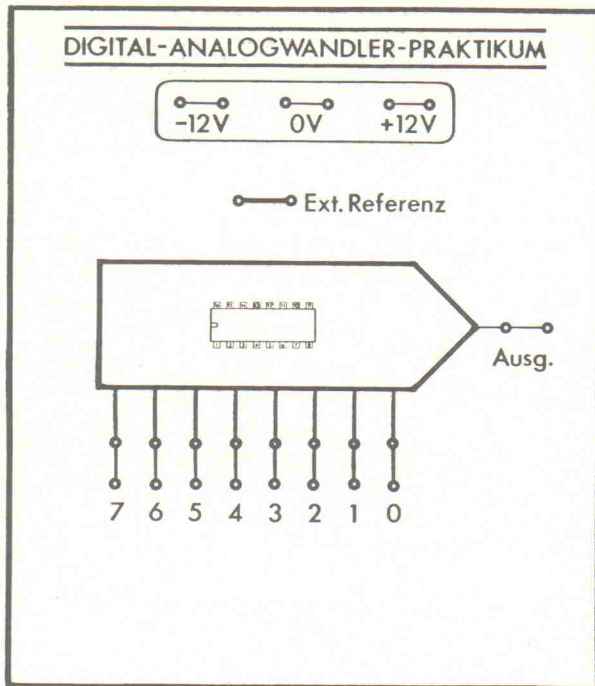 DIGITAL-ANALOGWANDLER-PRAKTIKUM
-12V 0V +12V
Ext. Referenz
Ausg.
7 6 5 4 3 2 1 0